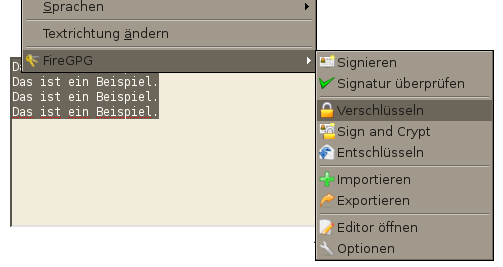 Sprachen
Textrichtung ändern
FireGPG
Das ist ein Beispiel.
Das ist ein Beispiel.
Das ist ein Beispiel.
Signieren
Signatur überprüfen
Verschlüsseln
Sign and Crypt
Entschlüsseln
Importieren
Exportieren
Editor öffnen
Optionen